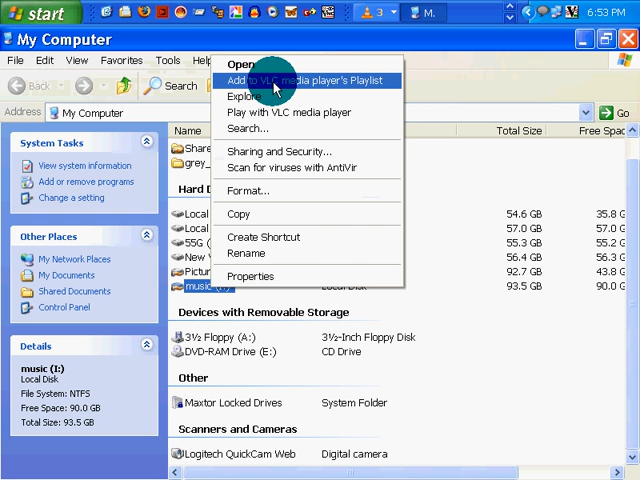 start
3
M.
6:53 PM
My Computer
File Edit View Favorites Tools
Back Search
Address My Computer Go
System Tasks
View system information
Add or remove programs
Change a setting
Other Places
My Network Places
My Documents
Shared Documents
Control Panel
Details
music (I:)
Local Disk
File System: NTFS
Free Space: 90.0 GB
Total Size: 93.5 GB
Open
Add to VLC media player's Playlist
Explore
Play with VLC media player
Search...
Sharing and Security...
Scan for viruses with AntiVir
Format...
Copy
Create Shortcut
Rename
Properties
Name Total Size Free Spac
Share
grey_
Hard D
Local 54.6 GB 35.8 G
Local 57.0 GB 57.0 G
55G ( 55.3 GB 55.2 G
New V 56.4 GB 56.3 G
Pictur 92.7 GB 43.8 G
music (I:) Local Disk 93.5 GB 90.0 G
Devices with Removable Storage
3½ Floppy (A:) 3½-Inch Floppy Disk
DVD-RAM Drive (E:) CD Drive
Other
Maxtor Locked Drives System Folder
Scanners and Cameras
Logitech QuickCam Web Digital camera